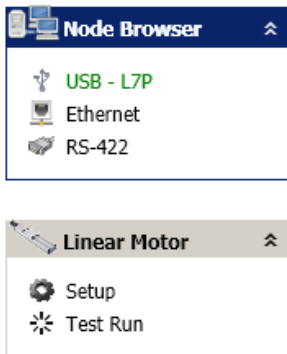 Node Browser
USB - L7P
Ethernet
RS-422
Linear Motor
Setup
Test Run